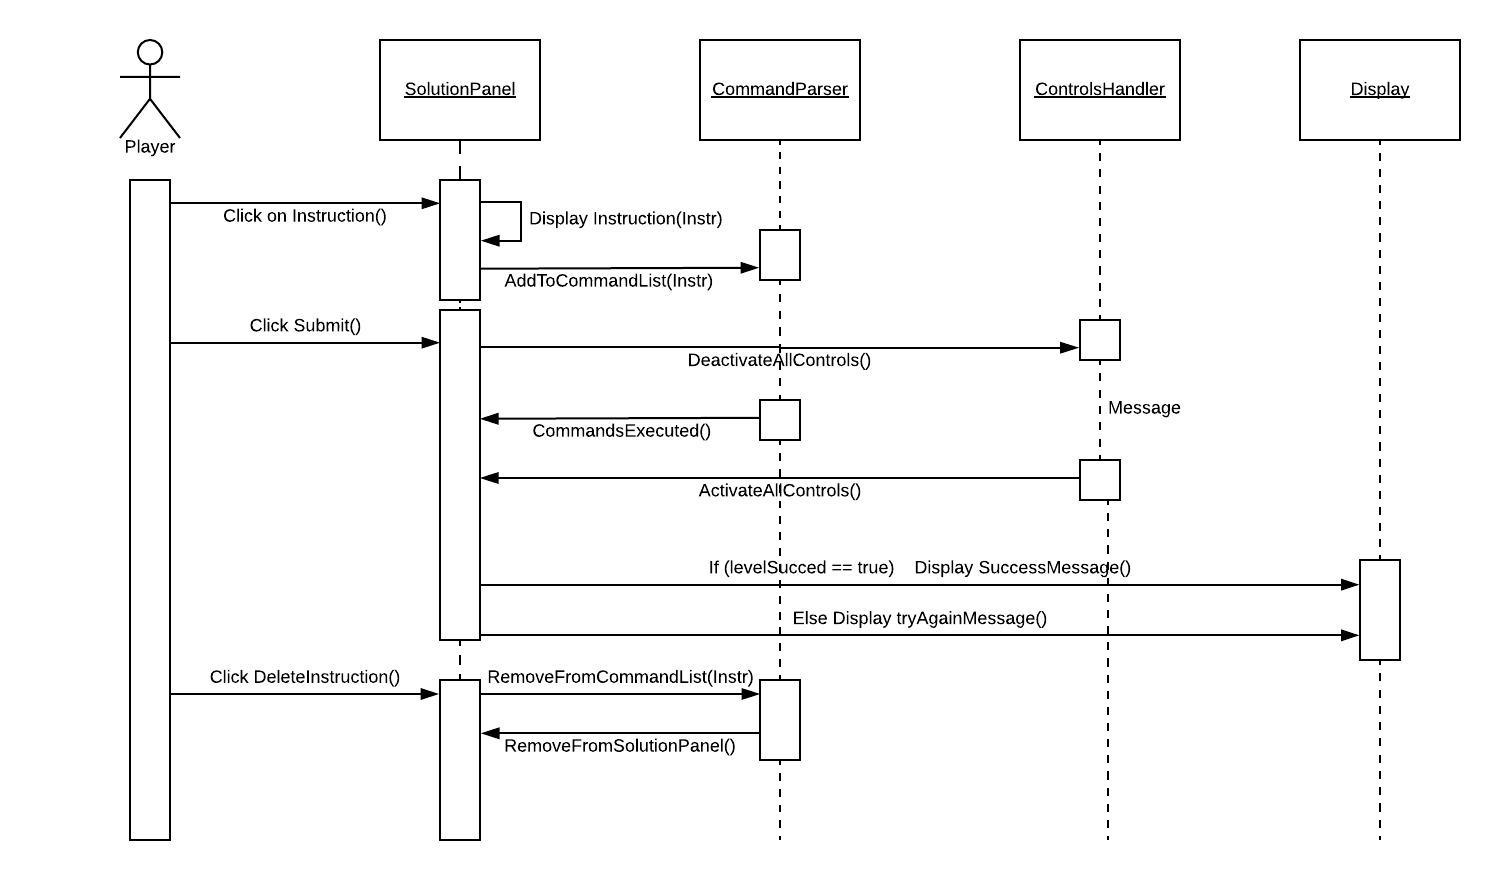 Player
SolutionPanel
CommandParser
ControlsHandler
Display
Click on Instruction()
Display Instruction(Instr)
AddToCommandList(Instr)
Click Submit()
DeactivateAllControls()
Message
CommandsExecuted()
ActivateAllControls()
If (levelSucced == true)    Display SuccessMessage()
Else Display tryAgainMessage()
Click DeleteInstruction()
RemoveFromCommandList(Instr)
RemoveFromSolutionPanel()